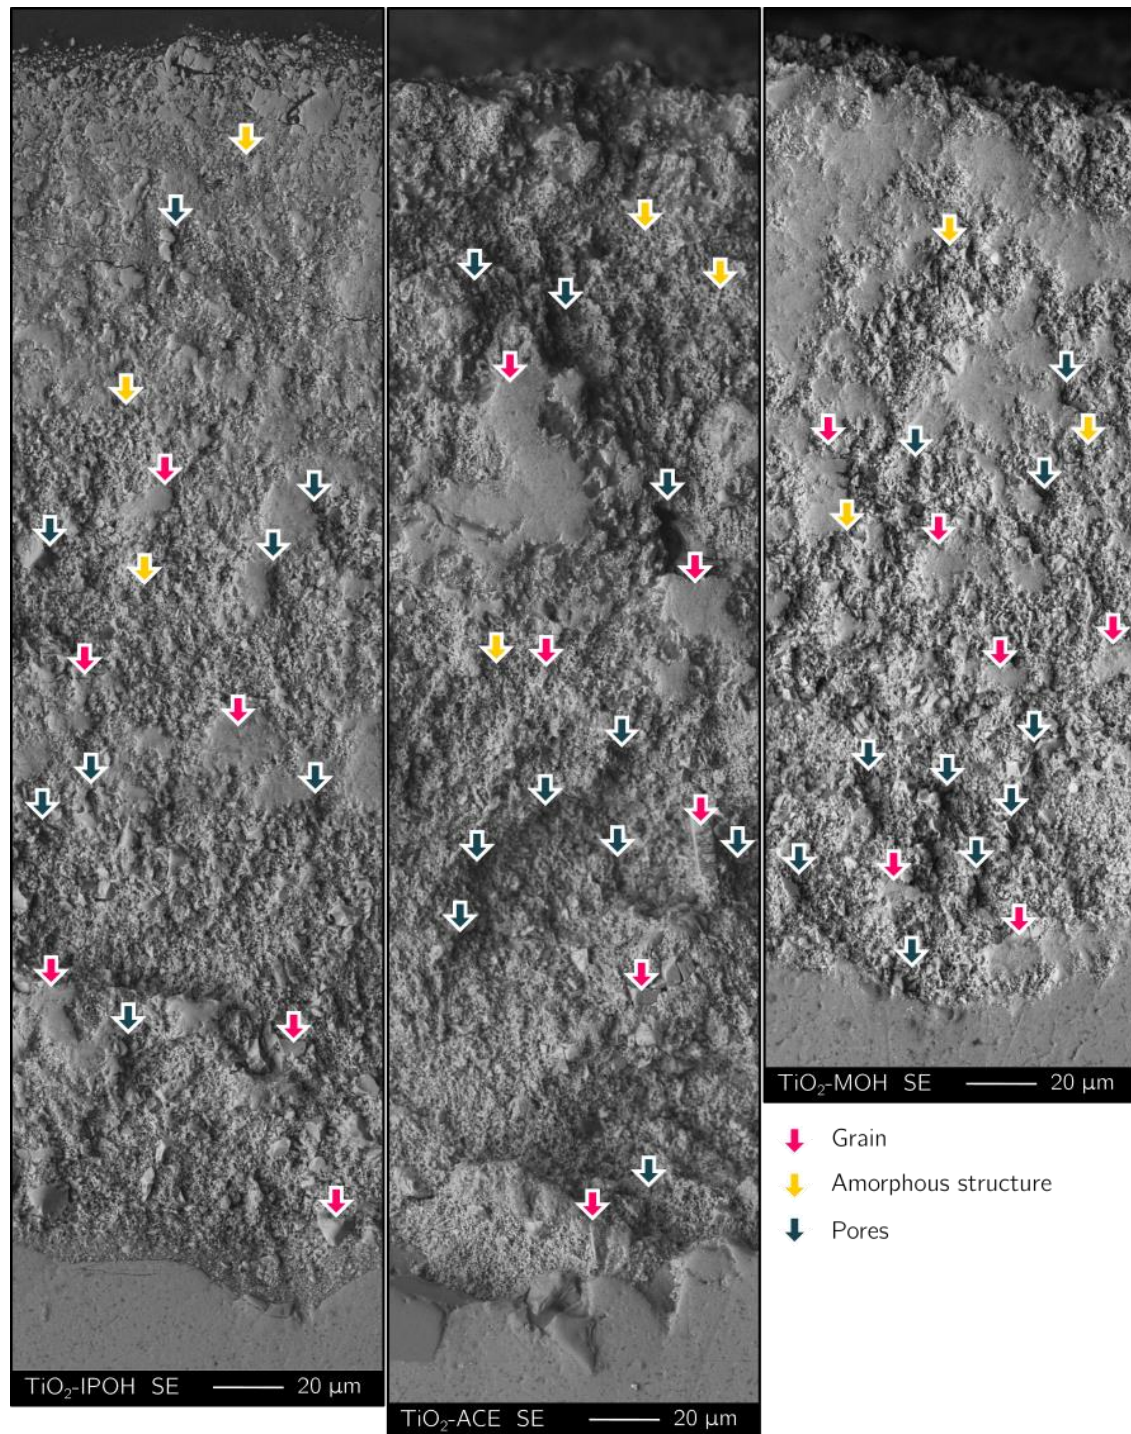 TiO₂-IPOH SE 20 µm
TiO₂-ACE SE 20 µm
TiO₂-MOH SE 20 µm
Grain
Amorphous structure
Pores